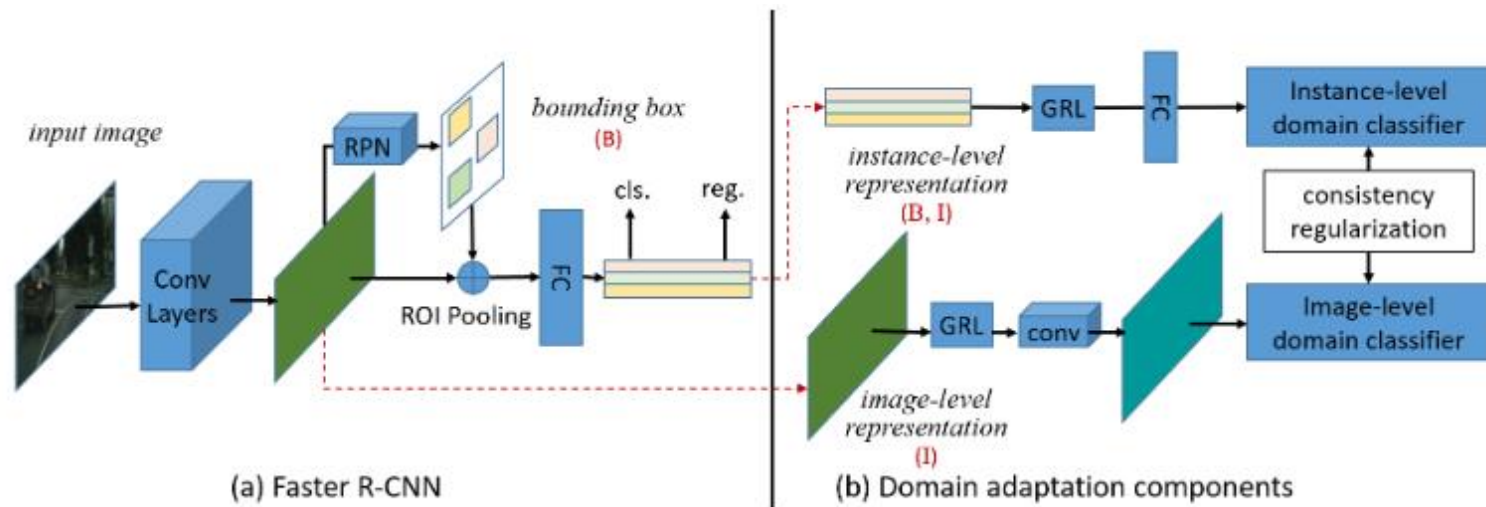 input image
Conv
Layers
RPN
bounding box
(B)
ROI Pooling
FC
cls.
reg.
(a) Faster R-CNN
instance-level
representation
(B, I)
GRL
FC
Instance-level
domain classifier
consistency
regularization
image-level
representation
(I)
GRL
conv
Image-level
domain classifier
(b) Domain adaptation components